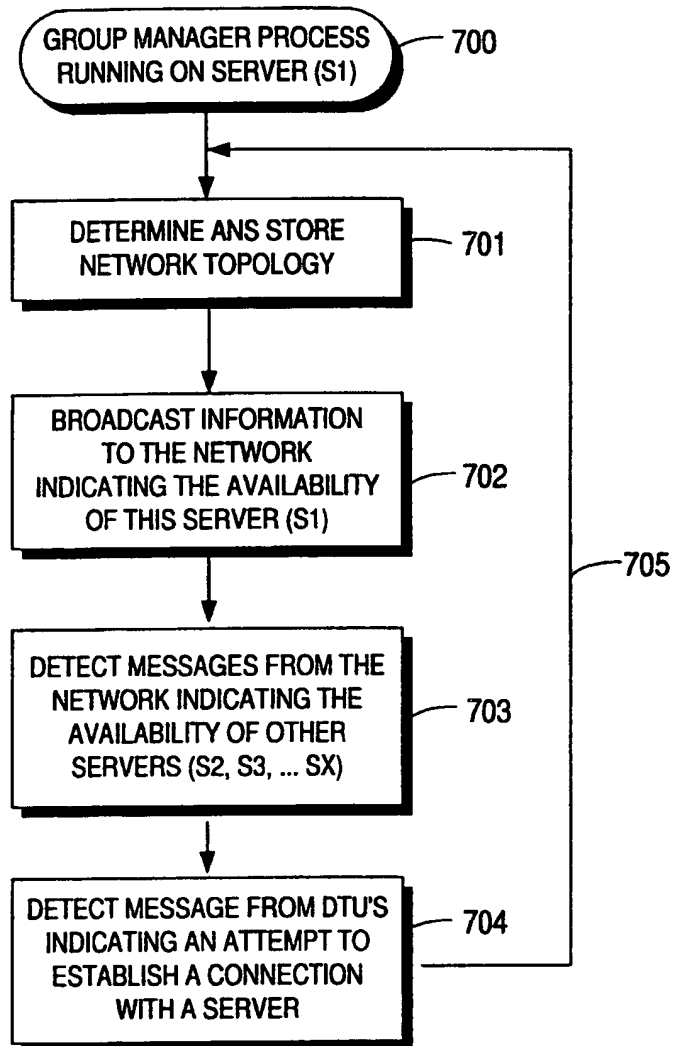 GROUP MANAGER PROCESS
RUNNING ON SERVER (S1)
700
DETERMINE ANS STORE
NETWORK TOPOLOGY
701
BROADCAST INFORMATION
TO THE NETWORK
INDICATING THE AVAILABILITY
OF THIS SERVER (S1)
702
705
DETECT MESSAGES FROM THE
NETWORK INDICATING THE
AVAILABILITY OF OTHER
SERVERS (S2, S3, ... SX)
703
DETECT MESSAGE FROM DTU'S
INDICATING AN ATTEMPT TO
ESTABLISH A CONNECTION
WITH A SERVER
704